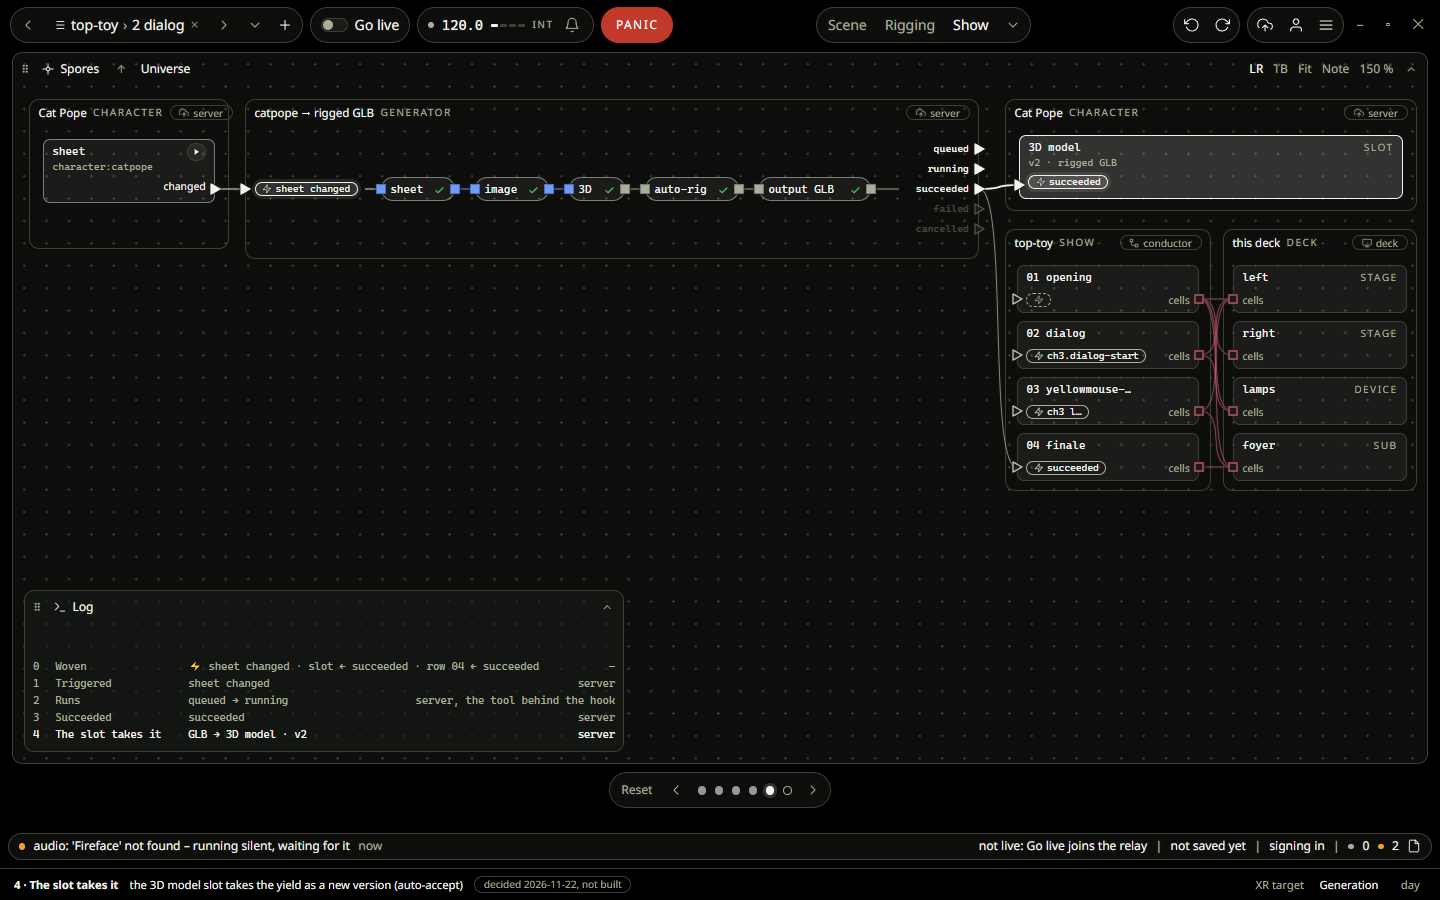 top-toy › 2 dialog ×
Go live
120.0 INT
PANIC
Scene Rigging Show
Spores ↑ Universe
LR TB Fit Note 150 %
Cat Pope CHARACTER server
sheet
character:catpope
changed
catpope → rigged GLB GENERATOR server
queued
running
sheet changed sheet ✓ image ✓ 3D ✓ auto-rig ✓ output GLB ✓ succeeded
failed
cancelled
Cat Pope CHARACTER server
3D model SLOT
v2 · rigged GLB
succeeded
top-toy SHOW conductor
01 opening
cells
02 dialog
ch3.dialog-start cells
03 yellowmouse-…
ch3 l… cells
04 finale
succeeded cells
this deck DECK deck
left STAGE
cells
right STAGE
cells
lamps DEVICE
cells
foyer SUB
cells
>_ Log
0 Woven ⚡ sheet changed · slot ← succeeded · row 04 ← succeeded —
1 Triggered sheet changed server
2 Runs queued → running server, the tool behind the hook
3 Succeeded succeeded server
4 The slot takes it GLB → 3D model · v2 server
Reset
audio: 'Fireface' not found – running silent, waiting for it now
not live: Go live joins the relay | not saved yet | signing in | 0 2
4 · The slot takes it the 3D model slot takes the yield as a new version (auto-accept) decided 2026-11-22, not built
XR target Generation day